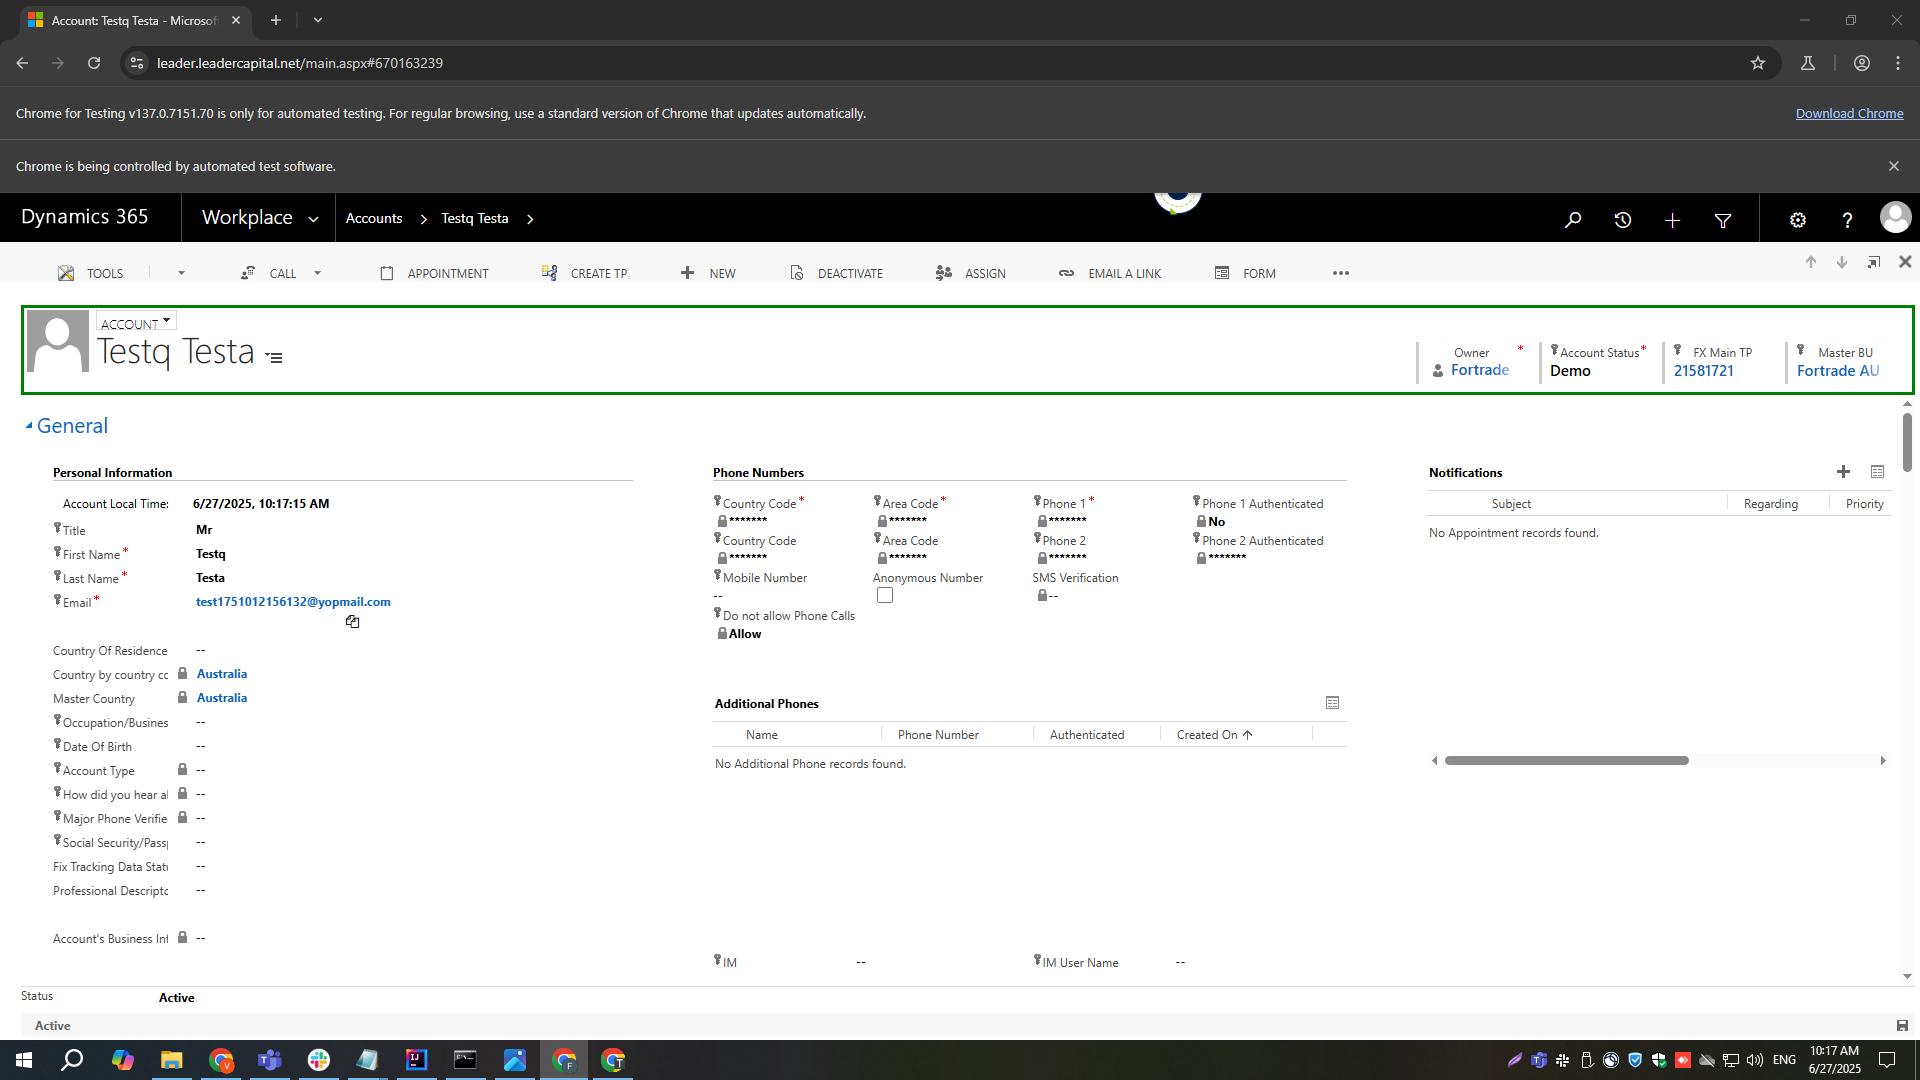 Account: Testq Testa - Microsof
leader.leadercapital.net/main.aspx#670163239
Chrome for Testing v137.0.7151.70 is only for automated testing. For regular browsing, use a standard version of Chrome that updates automatically.
Download Chrome
Chrome is being controlled by automated test software.
Dynamics 365
Workplace
Accounts
Testq Testa
TOOLS
CALL
APPOINTMENT
CREATE TP
NEW
DEACTIVATE
ASSIGN
EMAIL A LINK
FORM
ACCOUNT
Testq Testa
Owner *
Fortrade
Account Status *
Demo
FX Main TP
21581721
Master BU
Fortrade AU
General
Personal Information
Account Local Time: 6/27/2025, 10:17:15 AM
Title Mr
First Name * Testq
Last Name * Testa
Email * test1751012156132@yopmail.com
Country Of Residence --
Country by country cc Australia
Master Country Australia
Occupation/Busines --
Date Of Birth --
Account Type --
How did you hear al --
Major Phone Verifie --
Social Security/Passp --
Fix Tracking Data Statu --
Professional Descripto --
Account's Business Inf --
Phone Numbers
Country Code * Area Code * Phone 1 * Phone 1 Authenticated
******* ******* ******* No
Country Code Area Code Phone 2 Phone 2 Authenticated
******* ******* ******* *******
Mobile Number Anonymous Number SMS Verification
-- --
Do not allow Phone Calls
Allow
Additional Phones
Name Phone Number Authenticated Created On
No Additional Phone records found.
IM -- IM User Name --
Notifications
Subject Regarding Priority
No Appointment records found.
Status Active
Active
ENG
10:17 AM
6/27/2025